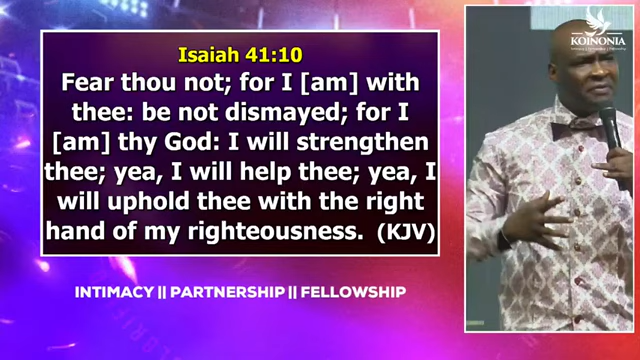 Isaiah 41:10
Fear thou not; for I [am] with
thee: be not dismayed; for I
[am] thy God: I will strengthen
thee; yea, I will help thee; yea, I
will uphold thee with the right
hand of my righteousness. (KJV)
INTIMACY || PARTNERSHIP || FELLOWSHIP
KOINONIA